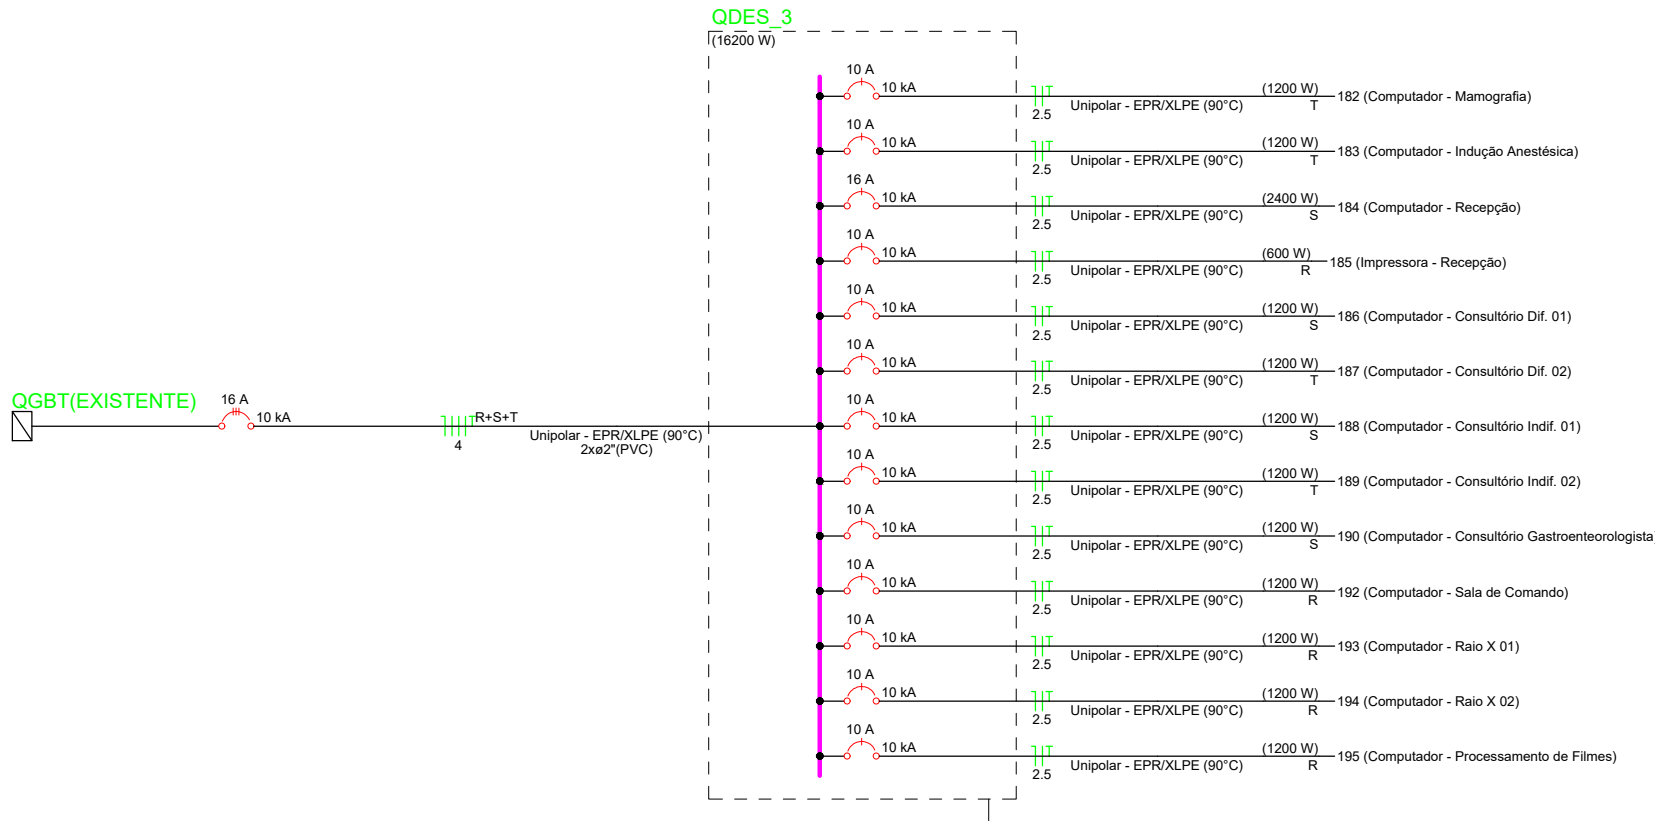 QDES_3
(16200 W)
10 A
10 kA
2.5
Unipolar - EPR/XLPE (90°C)
(1200 W)
T
182 (Computador - Mamografia)
10 A
10 kA
2.5
Unipolar - EPR/XLPE (90°C)
(1200 W)
T
183 (Computador - Indução Anestésica)
16 A
10 kA
2.5
Unipolar - EPR/XLPE (90°C)
(2400 W)
S
184 (Computador - Recepção)
10 A
10 kA
2.5
Unipolar - EPR/XLPE (90°C)
(600 W)
R
185 (Impressora - Recepção)
10 A
10 kA
2.5
Unipolar - EPR/XLPE (90°C)
(1200 W)
S
186 (Computador - Consultório Dif. 01)
10 A
10 kA
2.5
Unipolar - EPR/XLPE (90°C)
(1200 W)
T
187 (Computador - Consultório Dif. 02)
QGBT(EXISTENTE)
16 A
10 kA
4
R+S+T
Unipolar - EPR/XLPE (90°C)
2xø2"(PVC)
10 A
10 kA
2.5
Unipolar - EPR/XLPE (90°C)
(1200 W)
S
188 (Computador - Consultório Indif. 01)
10 A
10 kA
2.5
Unipolar - EPR/XLPE (90°C)
(1200 W)
T
189 (Computador - Consultório Indif. 02)
10 A
10 kA
2.5
Unipolar - EPR/XLPE (90°C)
(1200 W)
S
190 (Computador - Consultório Gastroenteorologista)
10 A
10 kA
2.5
Unipolar - EPR/XLPE (90°C)
(1200 W)
R
192 (Computador - Sala de Comando)
10 A
10 kA
2.5
Unipolar - EPR/XLPE (90°C)
(1200 W)
R
193 (Computador - Raio X 01)
10 A
10 kA
2.5
Unipolar - EPR/XLPE (90°C)
(1200 W)
R
194 (Computador - Raio X 02)
10 A
10 kA
2.5
Unipolar - EPR/XLPE (90°C)
(1200 W)
R
195 (Computador - Processamento de Filmes)